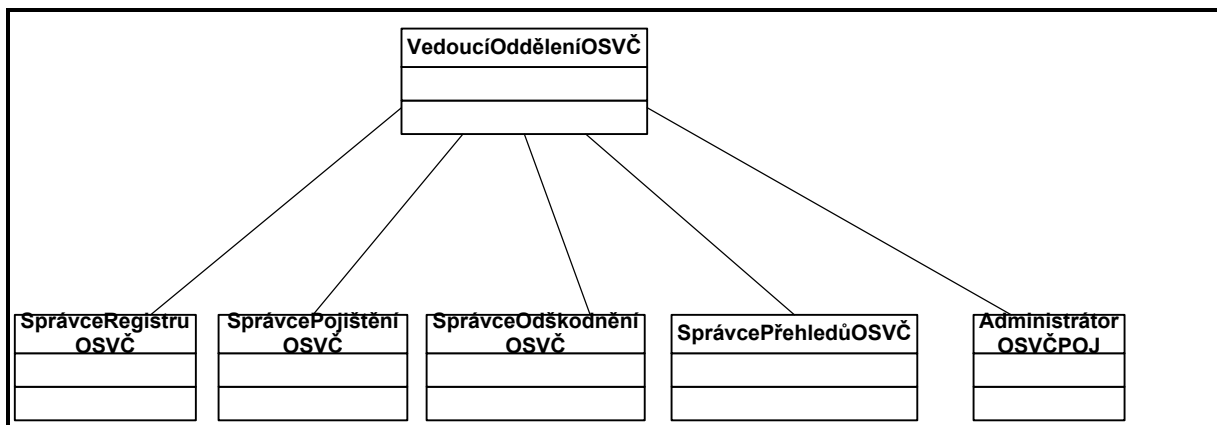 VedoucíOdděleníOSVČ
SprávceRegistru
OSVČ
SprávcePojištění
OSVČ
SprávceOdškodnění
OSVČ
SprávcePřehledůOSVČ
Administrátor
OSVČPOJ